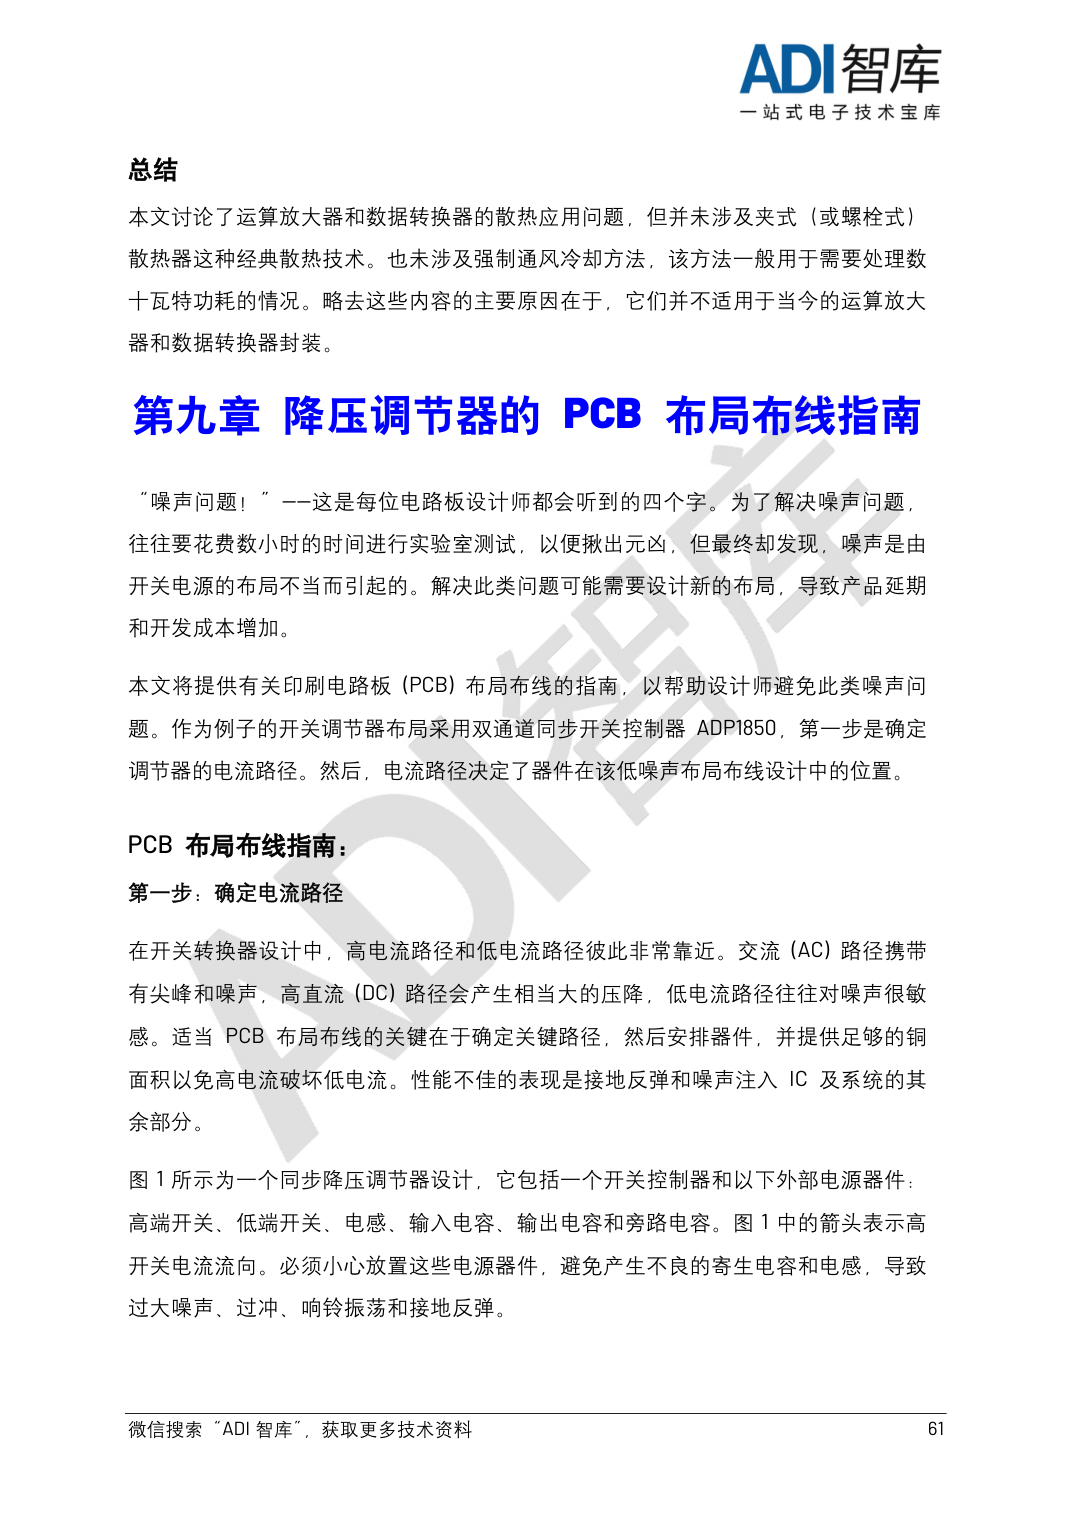 ADI智库
一站式电子技术宝库
总结
本文讨论了运算放大器和数据转换器的散热应用问题，但并未涉及夹式（或螺栓式）
散热器这种经典散热技术。也未涉及强制通风冷却方法，该方法一般用于需要处理数
十瓦特功耗的情况。略去这些内容的主要原因在于，它们并不适用于当今的运算放大
器和数据转换器封装。
第九章 降压调节器的 PCB 布局布线指南
“噪声问题！”——这是每位电路板设计师都会听到的四个字。为了解决噪声问题，
往往要花费数小时的时间进行实验室测试，以便揪出元凶，但最终却发现，噪声是由
开关电源的布局不当而引起的。解决此类问题可能需要设计新的布局，导致产品延期
和开发成本增加。
本文将提供有关印刷电路板 (PCB) 布局布线的指南，以帮助设计师避免此类噪声问
题。作为例子的开关调节器布局采用双通道同步开关控制器 ADP1850，第一步是确定
调节器的电流路径。然后，电流路径决定了器件在该低噪声布局布线设计中的位置。
PCB 布局布线指南：
第一步：确定电流路径
在开关转换器设计中，高电流路径和低电流路径彼此非常靠近。交流 (AC) 路径携带
有尖峰和噪声，高直流 (DC) 路径会产生相当大的压降，低电流路径往往对噪声很敏
感。适当 PCB 布局布线的关键在于确定关键路径，然后安排器件，并提供足够的铜
面积以免高电流破坏低电流。性能不佳的表现是接地反弹和噪声注入 IC 及系统的其
余部分。
图 1 所示为一个同步降压调节器设计，它包括一个开关控制器和以下外部电源器件：
高端开关、低端开关、电感、输入电容、输出电容和旁路电容。图 1 中的箭头表示高
开关电流流向。必须小心放置这些电源器件，避免产生不良的寄生电容和电感，导致
过大噪声、过冲、响铃振荡和接地反弹。
ADI智库
微信搜索“ADI 智库”，获取更多技术资料
61